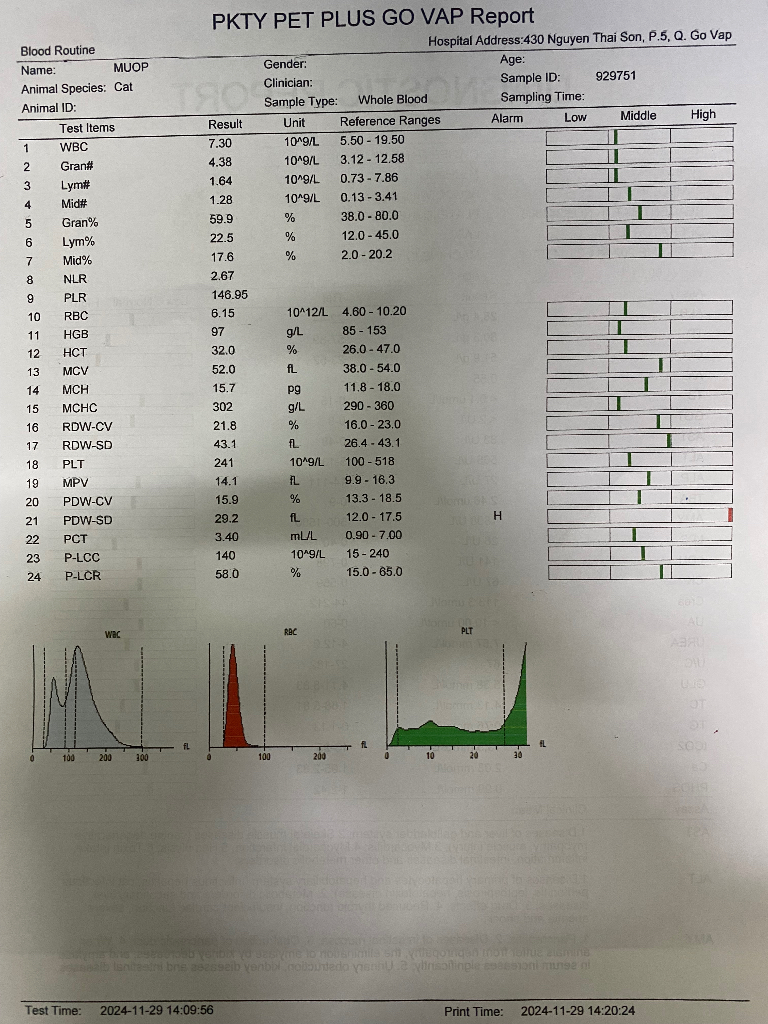 PKTY PET PLUS GO VAP Report
Blood Routine Hospital Address:430 Nguyen Thai Son, P.5, Q. Go Vap
Name: MUOP Gender: Age:
Animal Species: Cat Clinician: Sample ID: 929751
Animal ID: Sample Type: Whole Blood Sampling Time:
Test Items Result Unit Reference Ranges Alarm Low Middle High
1 WBC 7.30 10^9/L 5.50 - 19.50
2 Gran# 4.38 10^9/L 3.12 - 12.58
3 Lym# 1.64 10^9/L 0.73 - 7.86
4 Mid# 1.28 10^9/L 0.13 - 3.41
5 Gran% 59.9 % 38.0 - 80.0
6 Lym% 22.5 % 12.0 - 45.0
7 Mid% 17.6 % 2.0 - 20.2
8 NLR 2.67
9 PLR 146.95
10 RBC 6.15 10^12/L 4.60 - 10.20
11 HGB 97 g/L 85 - 153
12 HCT 32.0 % 26.0 - 47.0
13 MCV 52.0 fL 38.0 - 54.0
14 MCH 15.7 pg 11.8 - 18.0
15 MCHC 302 g/L 290 - 360
16 RDW-CV 21.8 % 16.0 - 23.0
17 RDW-SD 43.1 fL 26.4 - 43.1
18 PLT 241 10^9/L 100 - 518
19 MPV 14.1 fL 9.9 - 16.3
20 PDW-CV 15.9 % 13.3 - 18.5
21 PDW-SD 29.2 fL 12.0 - 17.5 H
22 PCT 3.40 mL/L 0.90 - 7.00
23 P-LCC 140 10^9/L 15 - 240
24 P-LCR 58.0 % 15.0 - 65.0
WBC RBC PLT
0 100 200 300 fL 0 100 200 fL 0 10 20 30 fL
Test Time: 2024-11-29 14:09:56 Print Time: 2024-11-29 14:20:24